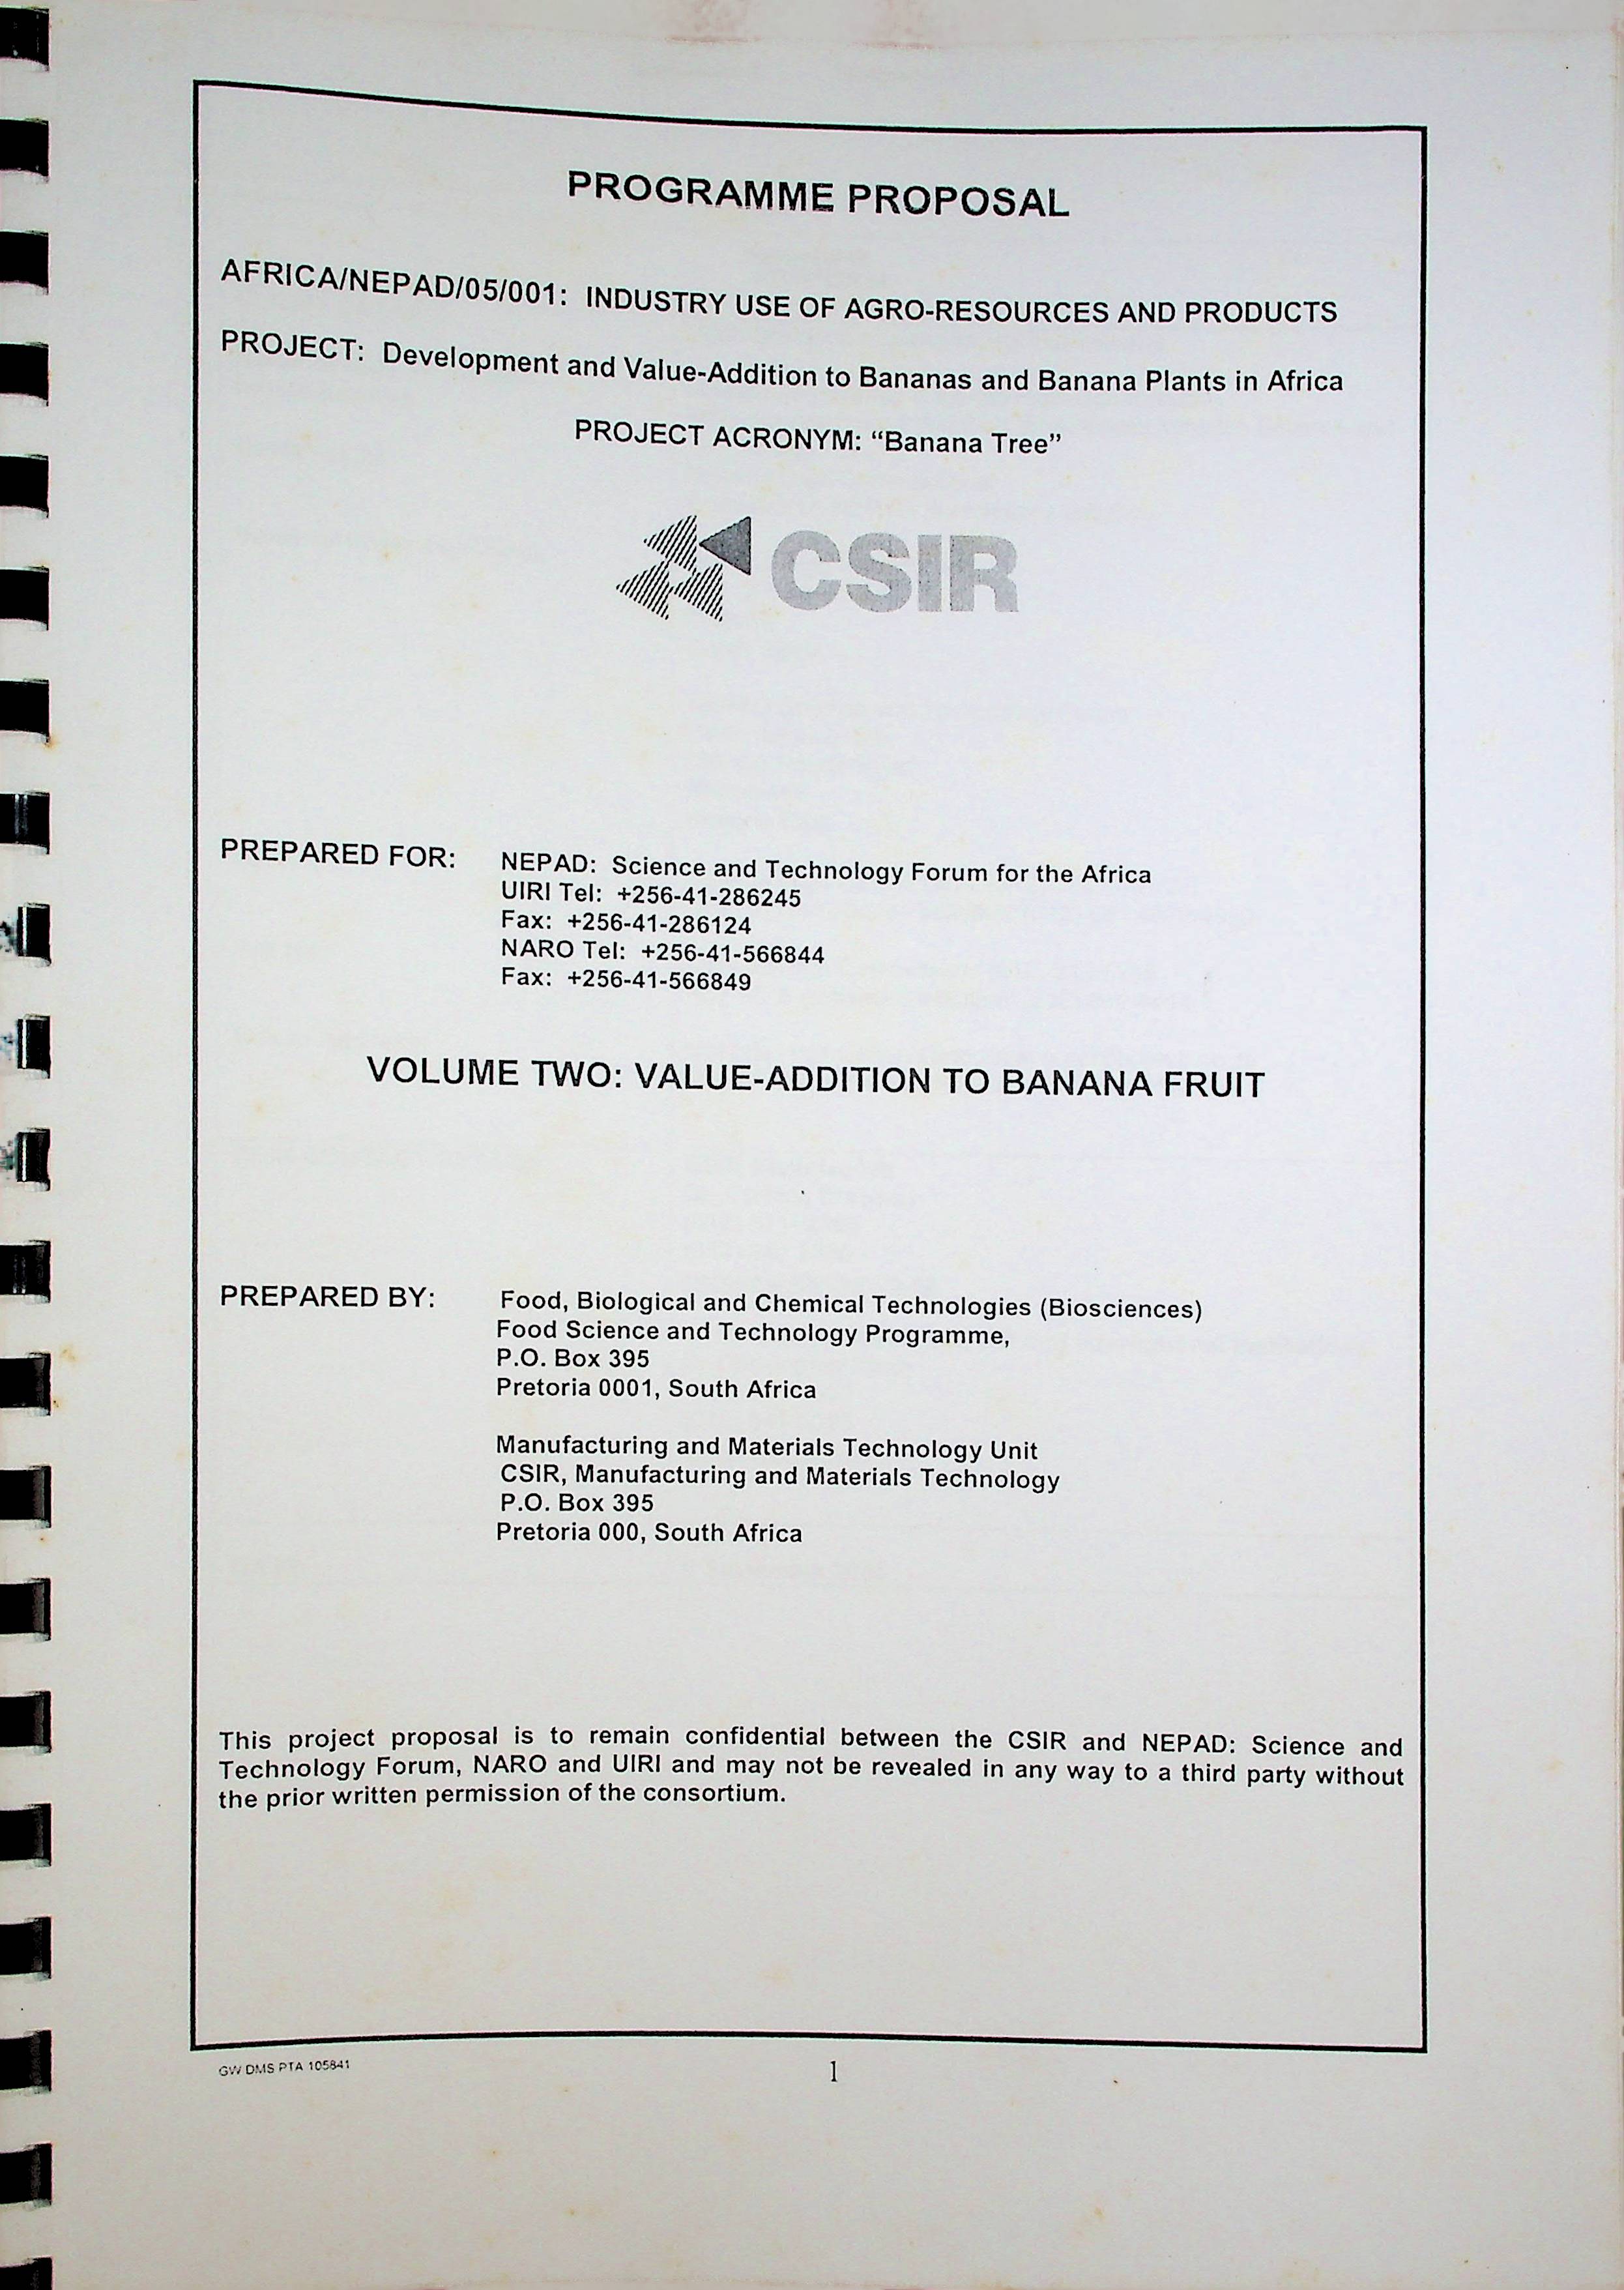 PROGRAMME PROPOSAL
AFRICA/NEPAD/05/001: INDUSTRY USE OF AGRO-RESOURCES AND PRODUCTS
PROJECT: Development and Value-Addition to Bananas and Banana Plants in Africa
PROJECT ACRONYM: “Banana Tree”
CSIR
PREPARED FOR: NEPAD: Science and Technology Forum for the Africa
UIRI Tel: +256-41-286245
Fax: +256-41-286124
NARO Tel: +256-41-566844
Fax: +256-41-566849
VOLUME TWO: VALUE-ADDITION TO BANANA FRUIT
PREPARED BY: Food, Biological and Chemical Technologies (Biosciences)
Food Science and Technology Programme,
P.O. Box 395
Pretoria 0001, South Africa
Manufacturing and Materials Technology Unit
CSIR, Manufacturing and Materials Technology
P.O. Box 395
Pretoria 000, South Africa
This project proposal is to remain confidential between the CSIR and NEPAD: Science and
Technology Forum, NARO and UIRI and may not be revealed in any way to a third party without
the prior written permission of the consortium.
GW DMS PTA 105841
1